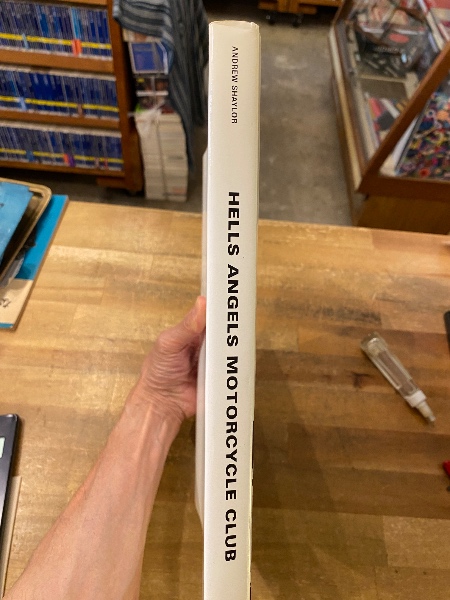 ANDREW SHAYLOR
HELLS ANGELS MOTORCYCLE CLUB